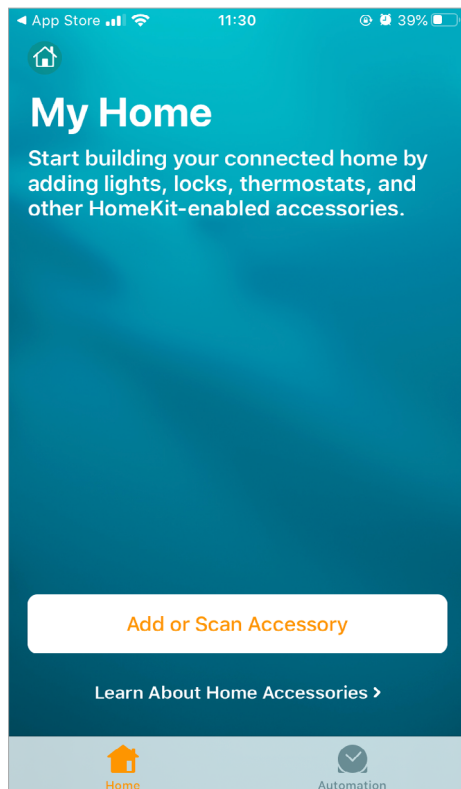 App Store 11:30 39%
My Home
Start building your connected home by
adding lights, locks, thermostats, and
other HomeKit-enabled accessories.
Add or Scan Accessory
Learn About Home Accessories >
Home Automation